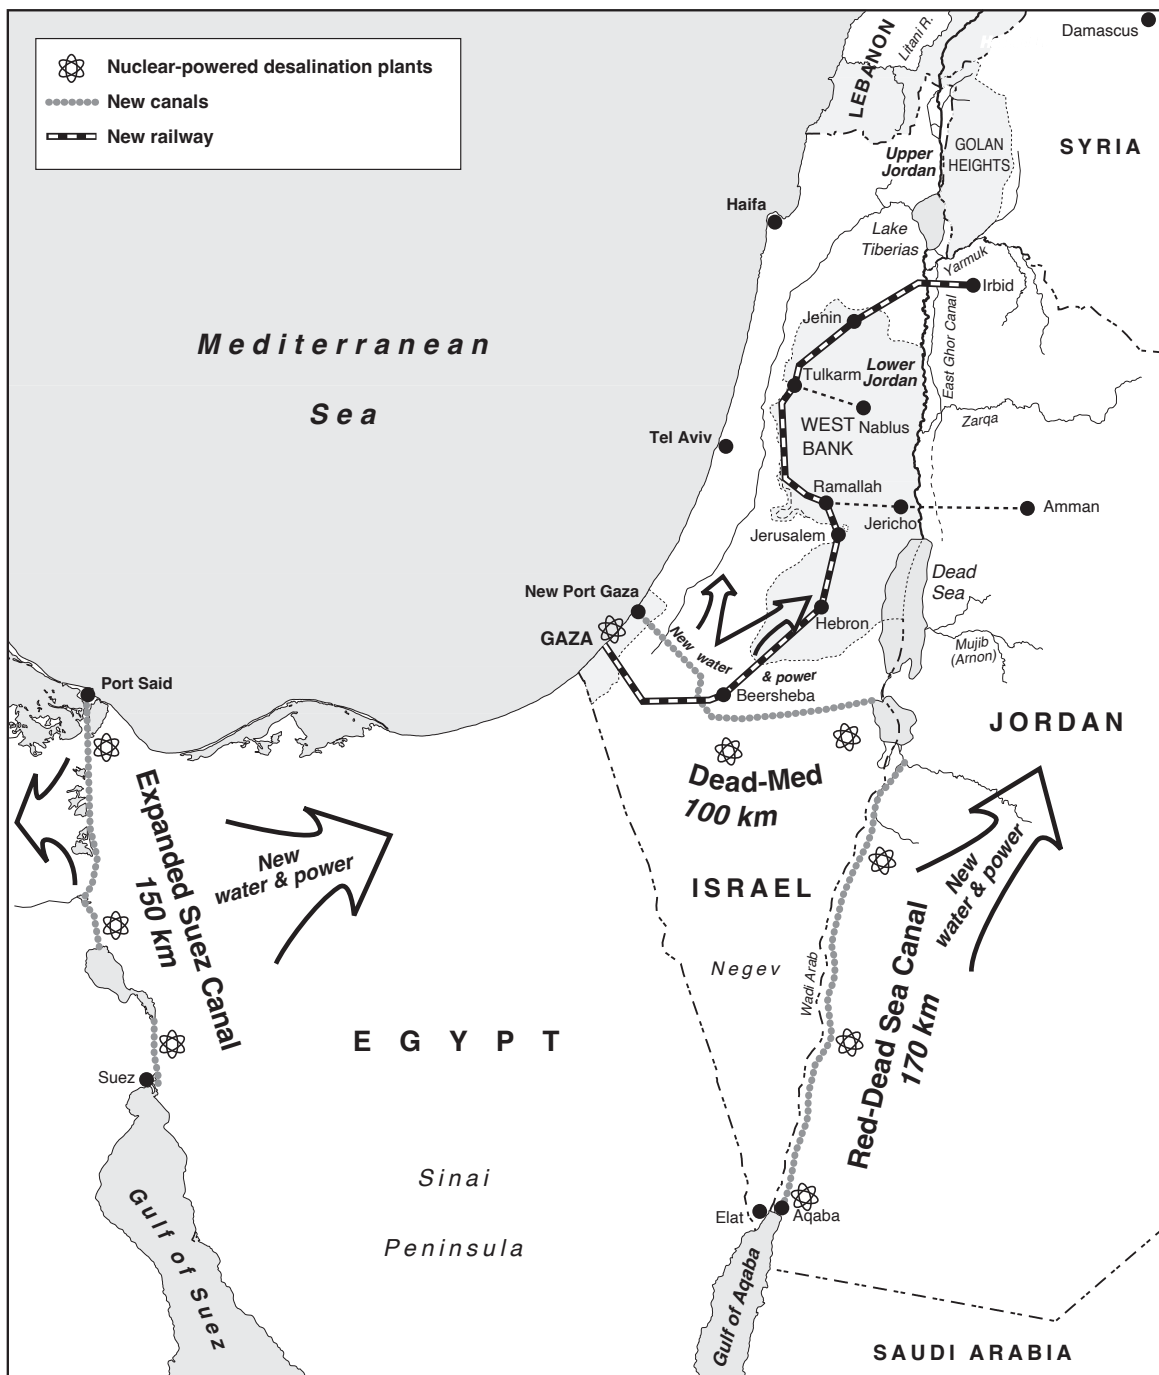 Nuclear-powered desalination plants
New canals
New railway
Damascus
LEBANON
Litani R.
GOLAN
HEIGHTS
SYRIA
Upper
Jordan
Haifa
Lake
Tiberias
Yarmuk
Irbid
Jenin
East Ghor Canal
Mediterranean
Sea
Tulkarm
Lower
Jordan
WEST
BANK
Nablus
Zarqa
Tel Aviv
Ramallah
Jericho
Amman
Jerusalem
Dead
Sea
New Port Gaza
GAZA
Hebron
New water
& power
Mujib
(Arnon)
Port Said
Beersheba
JORDAN
Dead-Med
100 km
Expanded Suez Canal
150 km
New
water & power
New
water & power
ISRAEL
Negev
Wadi Arab
Red-Dead Sea Canal
170 km
EGYPT
Suez
Sinai
Peninsula
Gulf of Suez
Elat
Aqaba
Gulf of Aqaba
SAUDI ARABIA